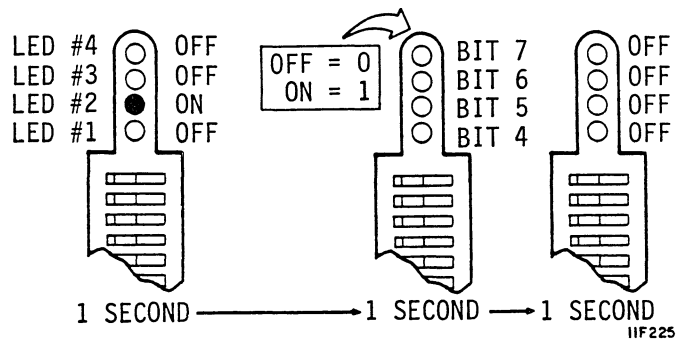 LED #4 OFF
LED #3 OFF
LED #2 ON
LED #1 OFF
OFF = 0
ON = 1
BIT 7
BIT 6
BIT 5
BIT 4
OFF
OFF
OFF
OFF
1 SECOND
1 SECOND
1 SECOND
IIF225